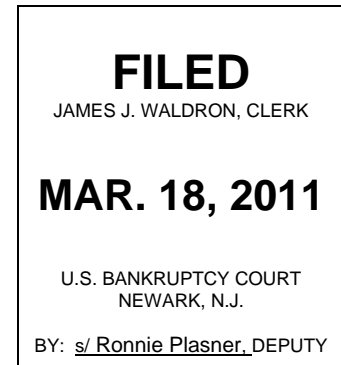 FILED
JAMES J. WALDRON, CLERK
MAR. 18, 2011
U.S. BANKRUPTCY COURT
NEWARK, N.J.
BY: s/ Ronnie Plasner, DEPUTY